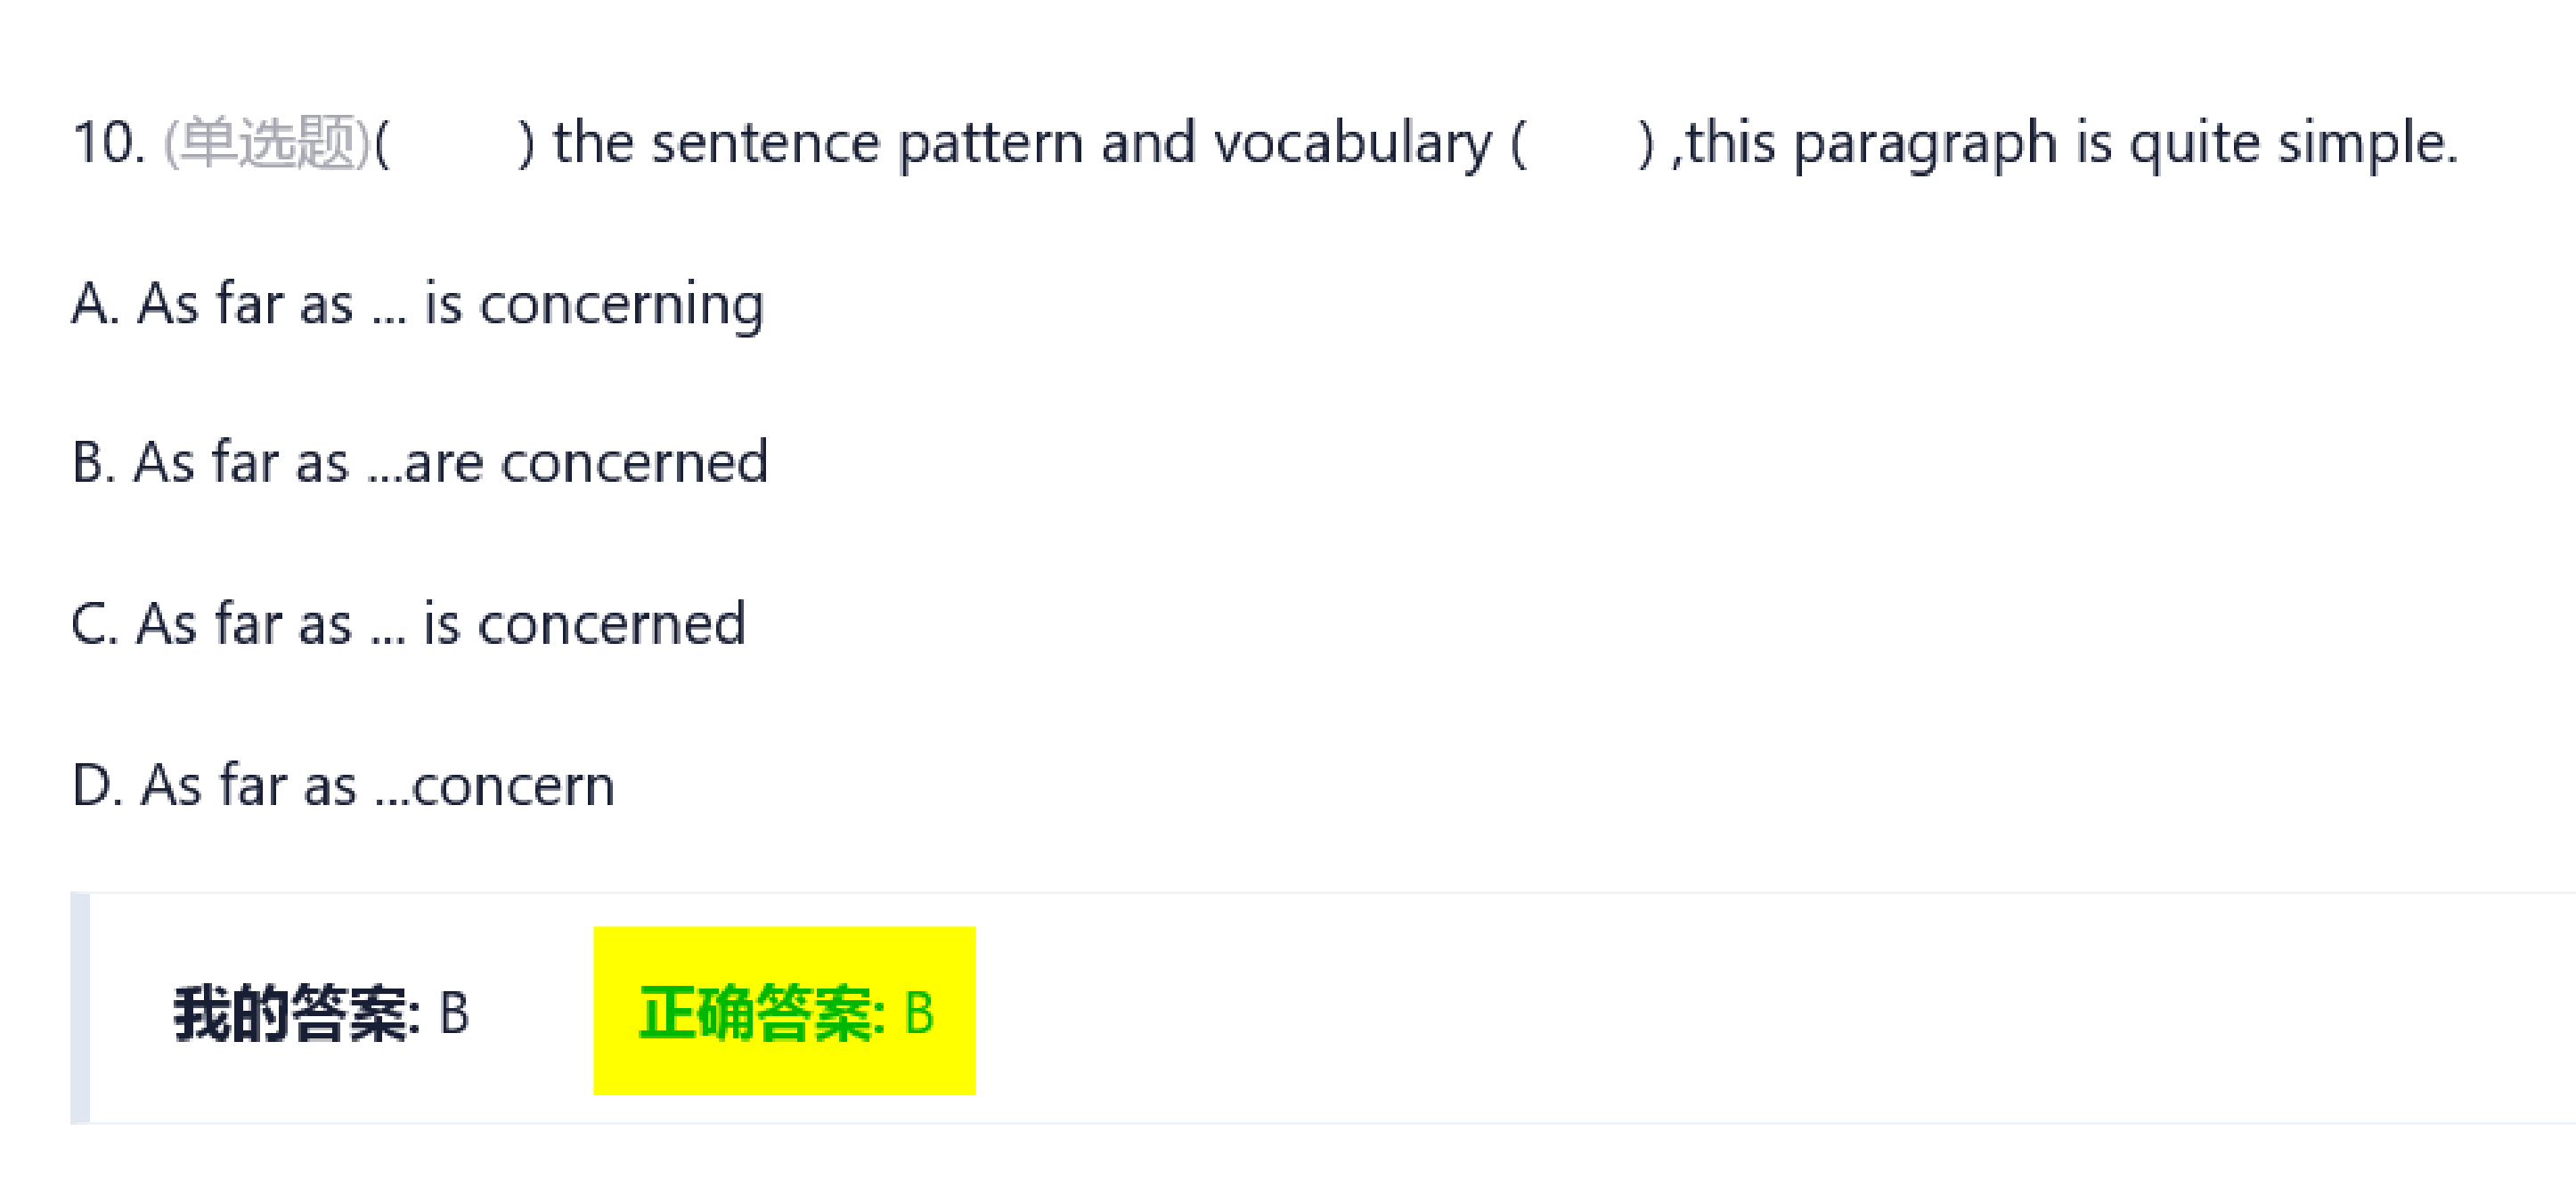 10. (单选题)(　　) the sentence pattern and vocabulary (　　) ,this paragraph is quite simple.
A. As far as ... is concerning
B. As far as ...are concerned
C. As far as ... is concerned
D. As far as ...concern
我的答案: B　　正确答案: B